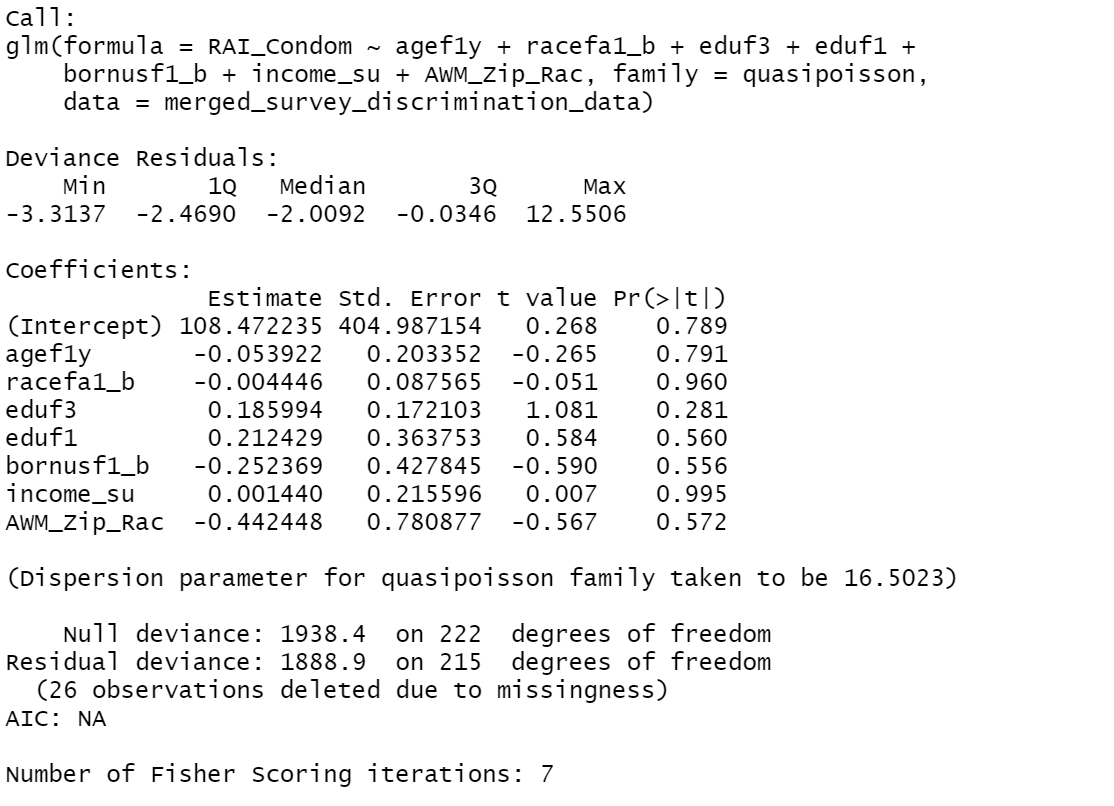 Call:
glm(formula = RAI_Condom ~ agef1y + racefa1_b + eduf3 + eduf1 +
    bornusf1_b + income_su + AWM_Zip_Rac, family = quasipoisson,
    data = merged_survey_discrimination_data)

Deviance Residuals:
    Min       1Q   Median       3Q      Max
-3.3137  -2.4690  -2.0092  -0.0346  12.5506

Coefficients:
              Estimate Std. Error t value Pr(>|t|)
(Intercept) 108.472235 404.987154   0.268    0.789
agef1y       -0.053922   0.203352  -0.265    0.791
racefa1_b    -0.004446   0.087565  -0.051    0.960
eduf3         0.185994   0.172103   1.081    0.281
eduf1         0.212429   0.363753   0.584    0.560
bornusf1_b   -0.252369   0.427845  -0.590    0.556
income_su     0.001440   0.215596   0.007    0.995
AWM_Zip_Rac  -0.442448   0.780877  -0.567    0.572

(Dispersion parameter for quasipoisson family taken to be 16.5023)

    Null deviance: 1938.4  on 222  degrees of freedom
Residual deviance: 1888.9  on 215  degrees of freedom
  (26 observations deleted due to missingness)
AIC: NA

Number of Fisher Scoring iterations: 7